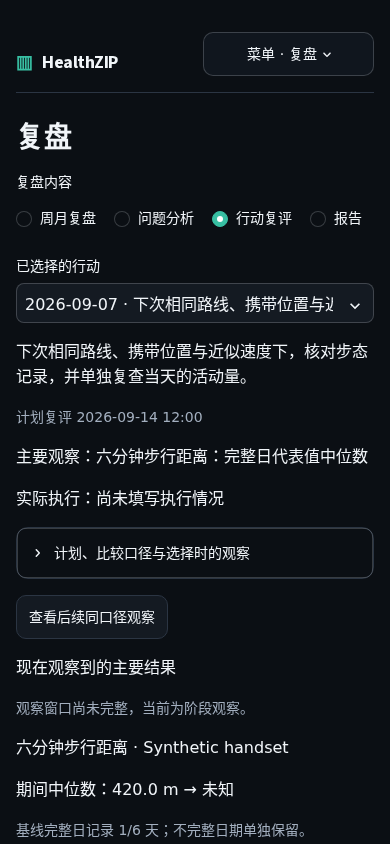 HealthZIP
菜单 · 复盘
复盘
复盘内容
周月复盘
问题分析
行动复评
报告
已选择的行动
2026-09-07 · 下次相同路线、携带位置与
下次相同路线、携带位置与近似速度下，核对步态
记录，并单独复查当天的活动量。
计划复评 2026-09-14 12:00
主要观察：六分钟步行距离：完整日代表值中位数
实际执行：尚未填写执行情况
计划、比较口径与选择时的观察
查看后续同口径观察
现在观察到的主要结果
观察窗口尚未完整，当前为阶段观察。
六分钟步行距离 · Synthetic handset
期间中位数：420.0 m → 未知
基线完整日记录 1/6 天；不完整日期单独保留。